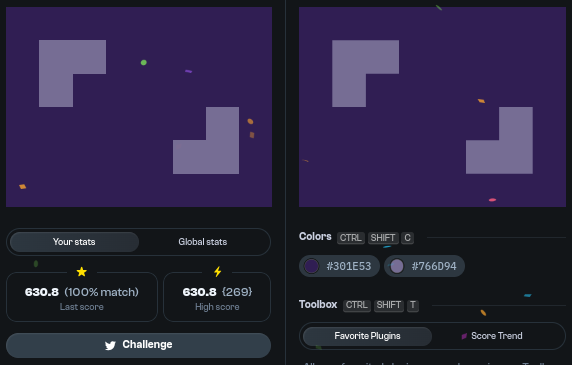 Your stats Global stats
630.8 (100% match)
Last score
630.8 {269}
High score
Challenge
Colors CTRL SHIFT C
#301E53 #766D94
Toolbox CTRL SHIFT T
Favorite Plugins Score Trend